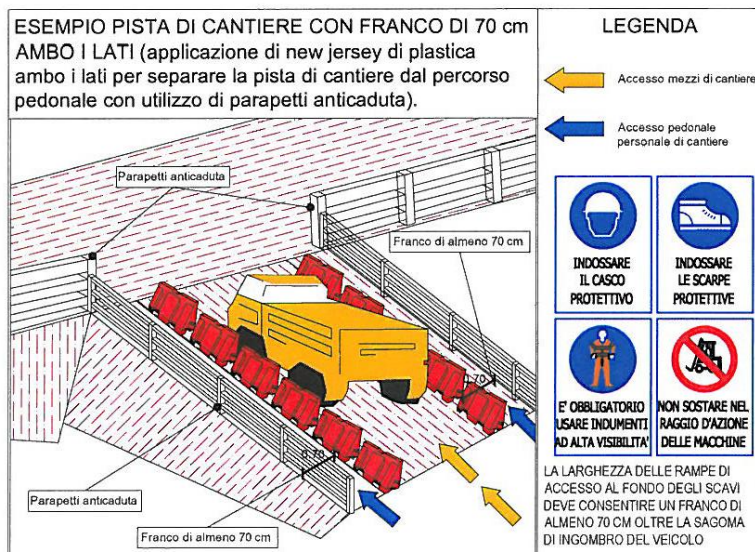 ESEMPIO PISTA DI CANTIERE CON FRANCO DI 70 cm
AMBO I LATI (applicazione di new jersey di plastica
ambo i lati per separare la pista di cantiere dal percorso
pedonale con utilizzo di parapetti anticaduta).
Parapetti anticaduta
Franco di almeno 70 cm
0,70
0,70
Parapetti anticaduta
Franco di almeno 70 cm
LEGENDA
Accesso mezzi di cantiere
Accesso pedonale
personale di cantiere
INDOSSARE
IL CASCO
PROTETTIVO
INDOSSARE
LE SCARPE
PROTETTIVE
E' OBBLIGATORIO
USARE INDUMENTI
AD ALTA VISIBILITA'
NON SOSTARE NEL
RAGGIO D'AZIONE
DELLE MACCHINE
LA LARGHEZZA DELLE RAMPE DI
ACCESSO AL FONDO DEGLI SCAVI
DEVE CONSENTIRE UN FRANCO DI
ALMENO 70 CM OLTRE LA SAGOMA
DI INGOMBRO DEL VEICOLO